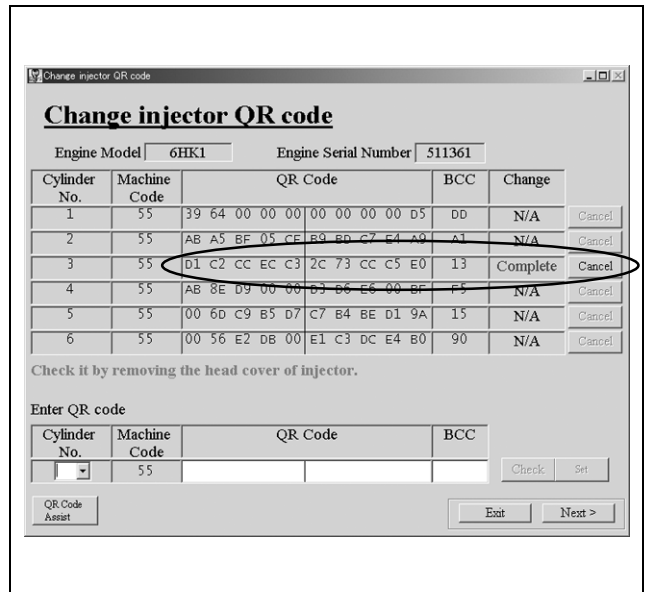 Change injector QR code
Change injector QR code
Engine Model 6HK1 Engine Serial Number 511361
Cylinder No. Machine Code QR Code BCC Change
1 55 39 64 00 00 00 00 00 00 00 D5 DD N/A Cancel
2 55 AB A5 BF 05 CE B9 BD C7 E4 A9 A1 N/A Cancel
3 55 D1 C2 CC EC C3 2C 73 CC C5 E0 13 Complete Cancel
4 55 AB 8E D9 00 00 B3 D6 E6 00 BF F5 N/A Cancel
5 55 00 6D C9 B5 D7 C7 B4 BE D1 9A 15 N/A Cancel
6 55 00 56 E2 DB 00 E1 C3 DC E4 B0 90 N/A Cancel
Check it by removing the head cover of injector.
Enter QR code
Cylinder No. Machine Code QR Code BCC
55 Check Set
QR Code Assist Exit Next >